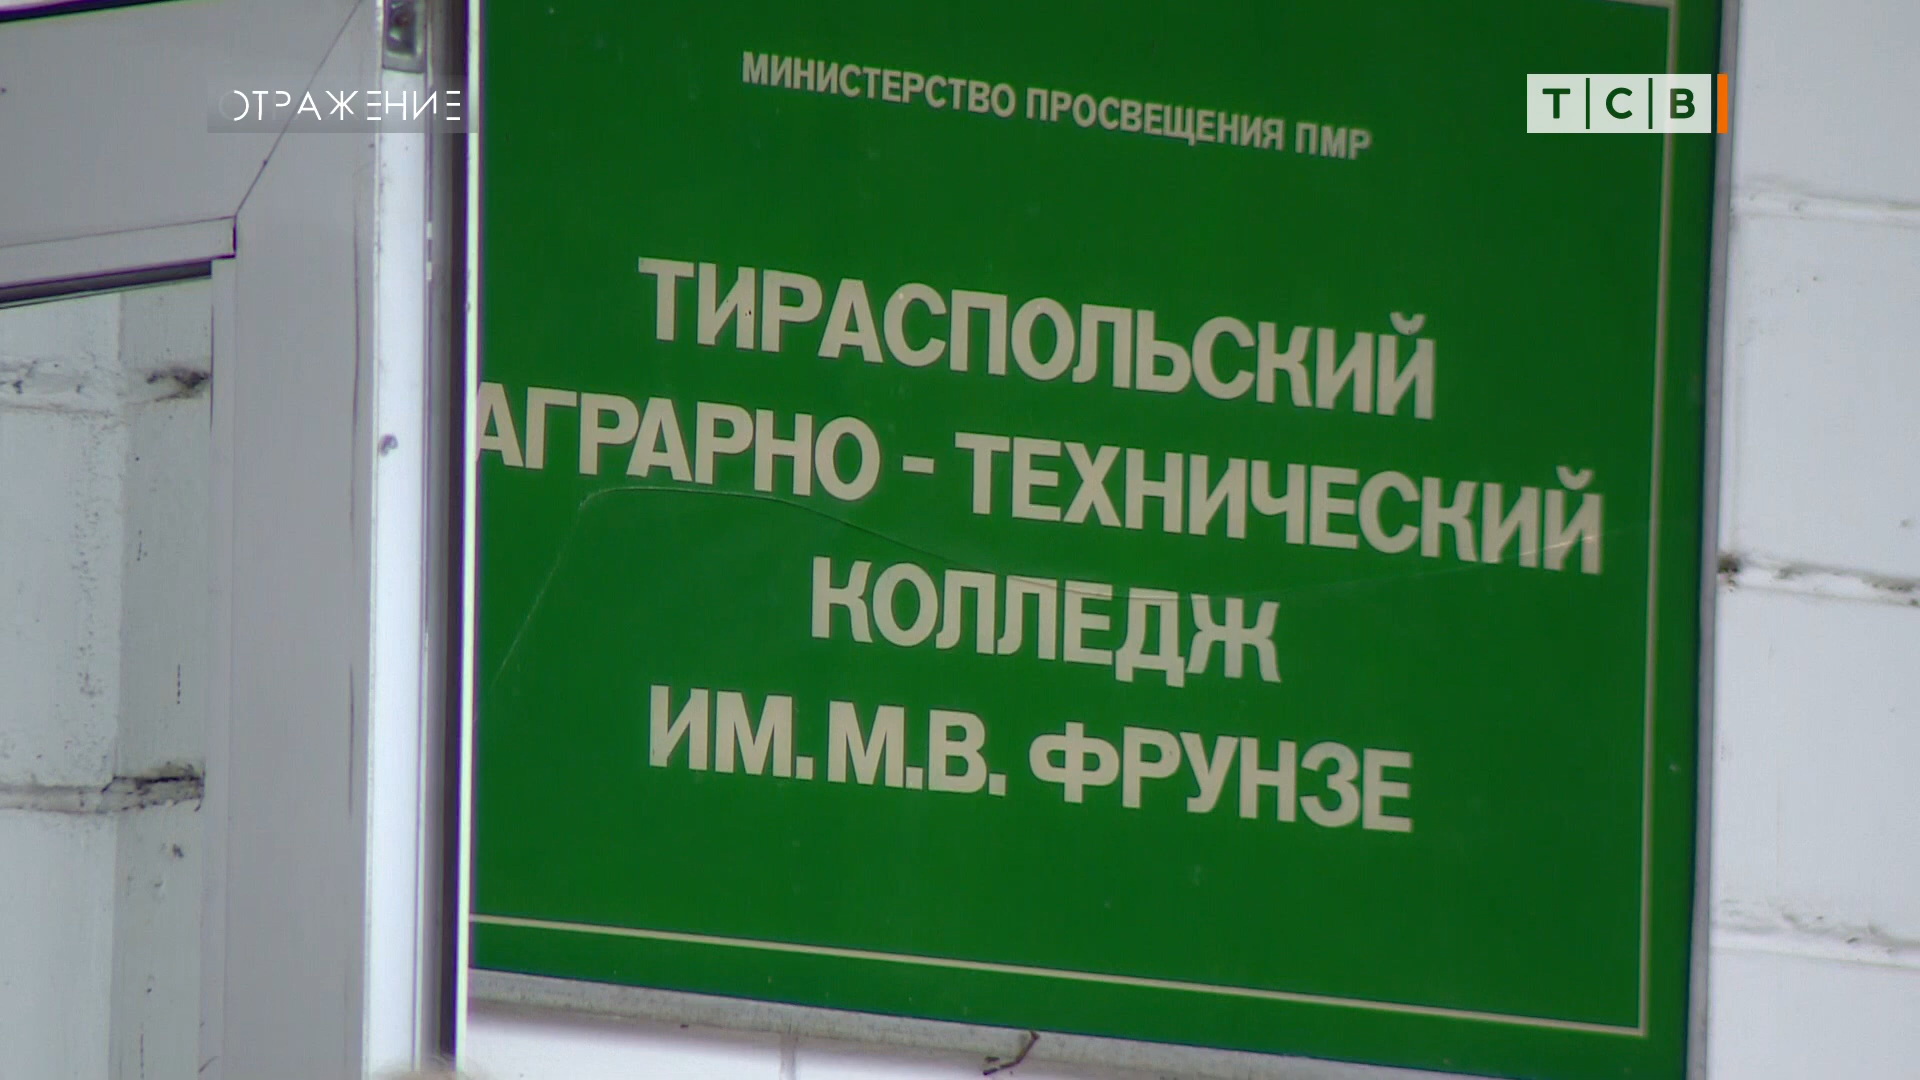 ОТРАЖЕНИЕ
ТСВ
МИНИСТЕРСТВО ПРОСВЕЩЕНИЯ ПМР
ТИРАСПОЛЬСКИЙ
АГРАРНО - ТЕХНИЧЕСКИЙ
КОЛЛЕДЖ
ИМ. М.В. ФРУНЗЕ